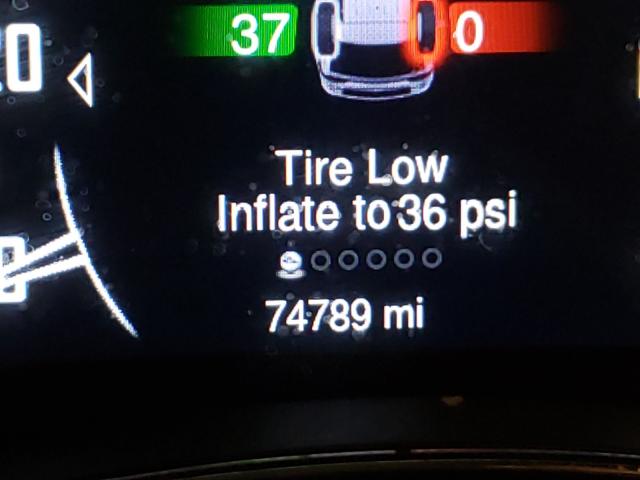 37 0
Tire Low
Inflate to 36 psi
74789 mi